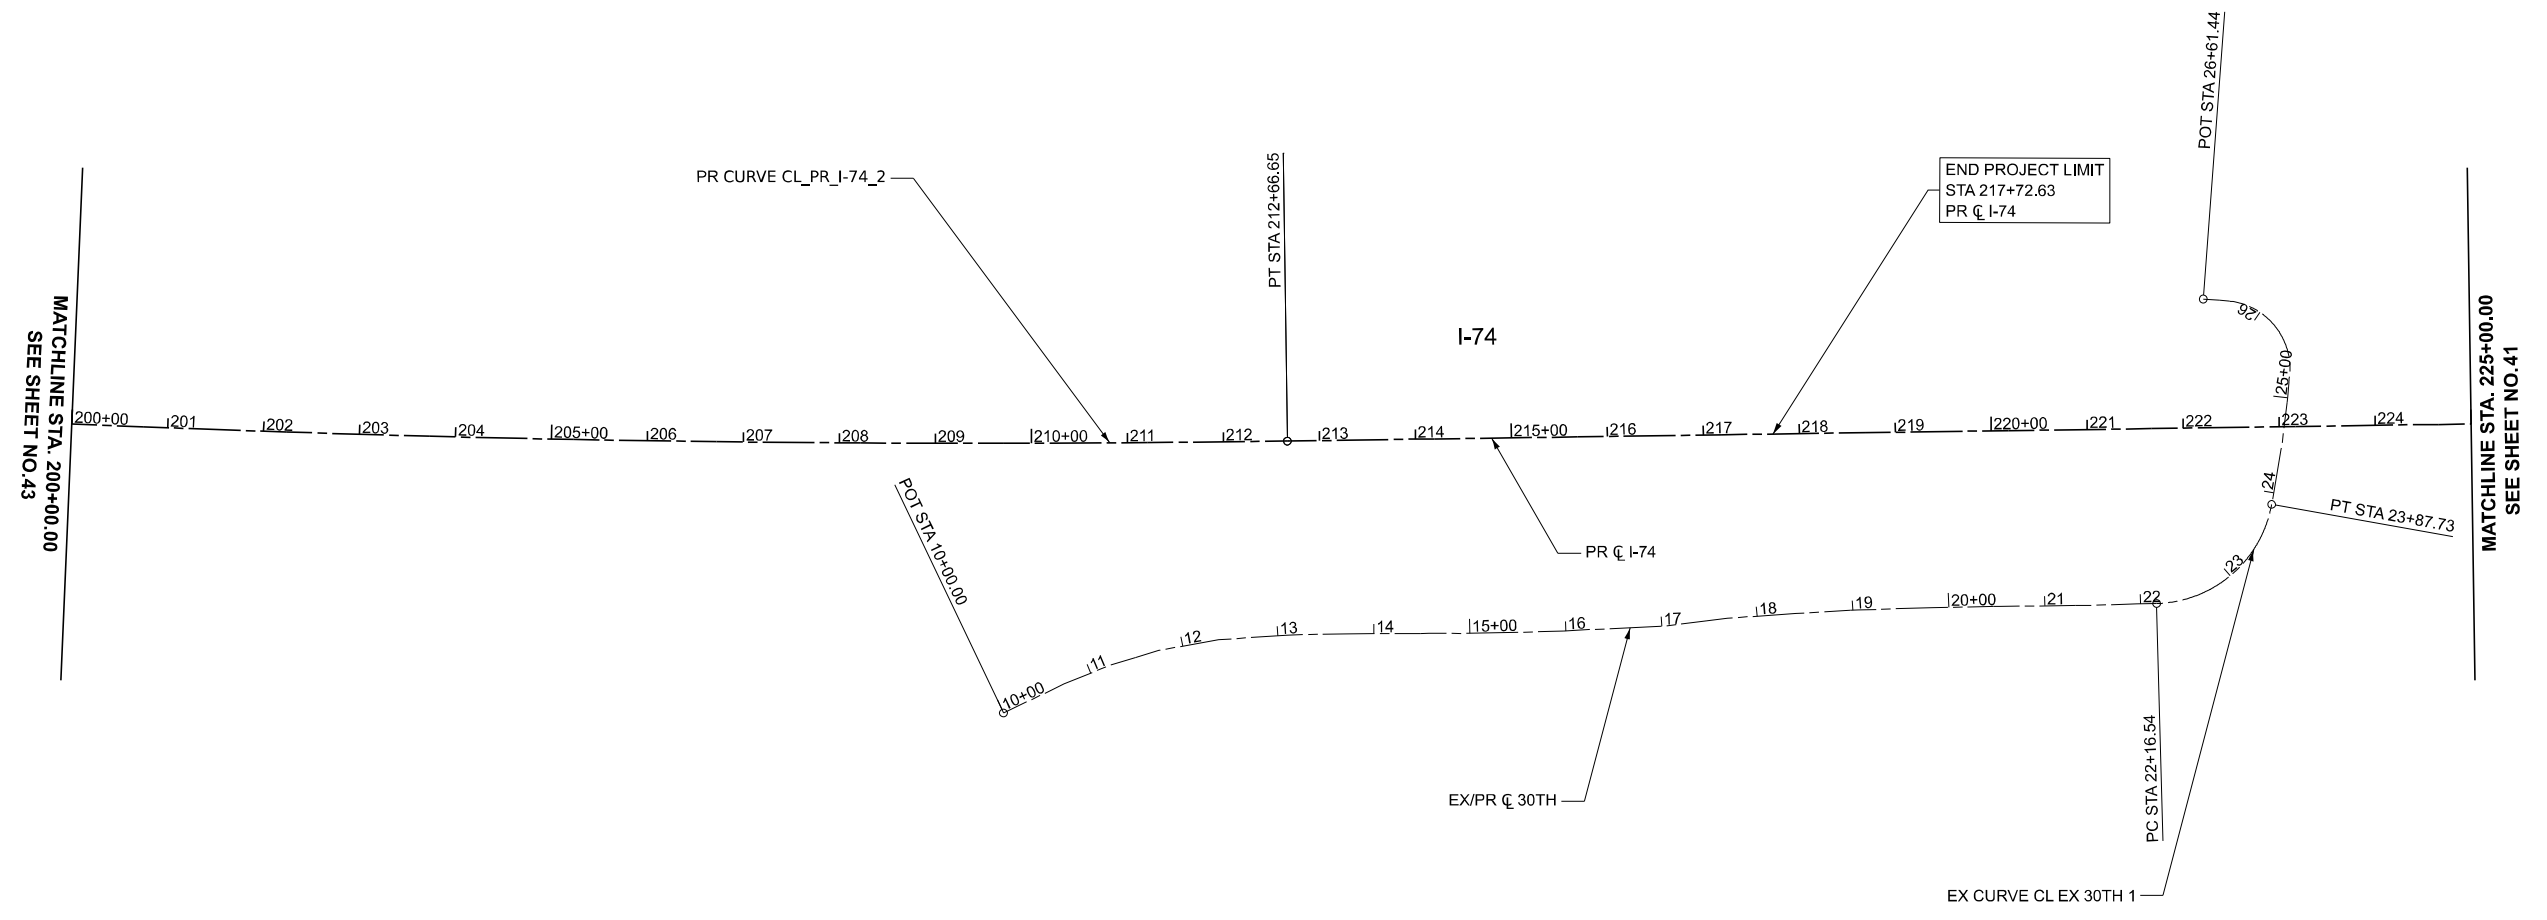 POT STA 26+61.44
PR CURVE CL_PR_I-74_2
PT STA 212+66.65
END PROJECT LIMIT
STA 217+72.63
PR ℄ I-74
I-74
MATCHLINE STA. 200+00.00
SEE SHEET NO.43
200+00
201
202
203
204
205+00
206
207
208
209
210+00
211
212
213
214
215+00
216
217
218
219
220+00
221
222
223
224
MATCHLINE STA. 225+00.00
SEE SHEET NO.41
26
25+00
24
PT STA 23+87.73
23
PR ℄ I-74
POT STA 10+00.00
10+00
11
12
13
14
15+00
16
17
18
19
20+00
21
22
PC STA 22+16.54
EX/PR ℄ 30TH
EX CURVE CL EX 30TH 1